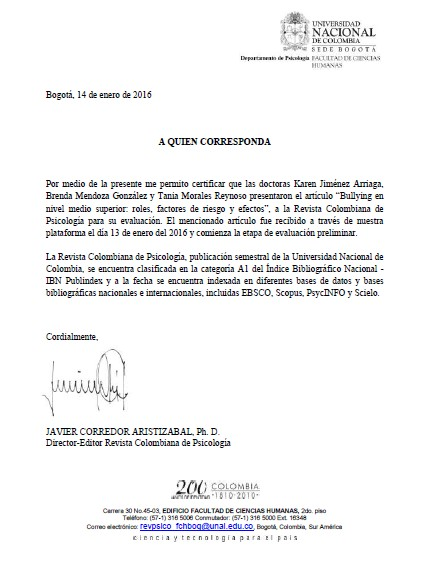 UNIVERSIDAD
NACIONAL
DE COLOMBIA
SEDE BOGOTÁ
Departamento de Psicología FACULTAD DE CIENCIAS
HUMANAS
Bogotá, 14 de enero de 2016
A QUIEN CORRESPONDA
Por medio de la presente me permito certificar que las doctoras Karen Jiménez Arriaga,
Brenda Mendoza González y Tania Morales Reynoso presentaron el artículo “Bullying en
nivel medio superior: roles, factores de riesgo y efectos”, a la Revista Colombiana de
Psicología para su evaluación. El mencionado artículo fue recibido a través de nuestra
plataforma el día 13 de enero del 2016 y comienza la etapa de evaluación preliminar.
La Revista Colombiana de Psicología, publicación semestral de la Universidad Nacional de
Colombia, se encuentra clasificada en la categoría A1 del Índice Bibliográfico Nacional -
IBN Publindex y a la fecha se encuentra indexada en diferentes bases de datos y bases
bibliográficas nacionales e internacionales, incluidas EBSCO, Scopus, PsycINFO y Scielo.
Cordialmente,
JAVIER CORREDOR ARISTIZABAL, Ph. D.
Director-Editor Revista Colombiana de Psicología
200 COLOMBIA
1810-2010
Carrera 30 No.45-03, EDIFICIO FACULTAD DE CIENCIAS HUMANAS, 2do. piso
Teléfono: (57-1) 316 5006 Conmutador: (57-1) 316 5000 Ext. 16348
Correo electrónico: revpsico_fchbog@unal.edu.co, Bogotá, Colombia, Sur América
ciencia y tecnología para el país